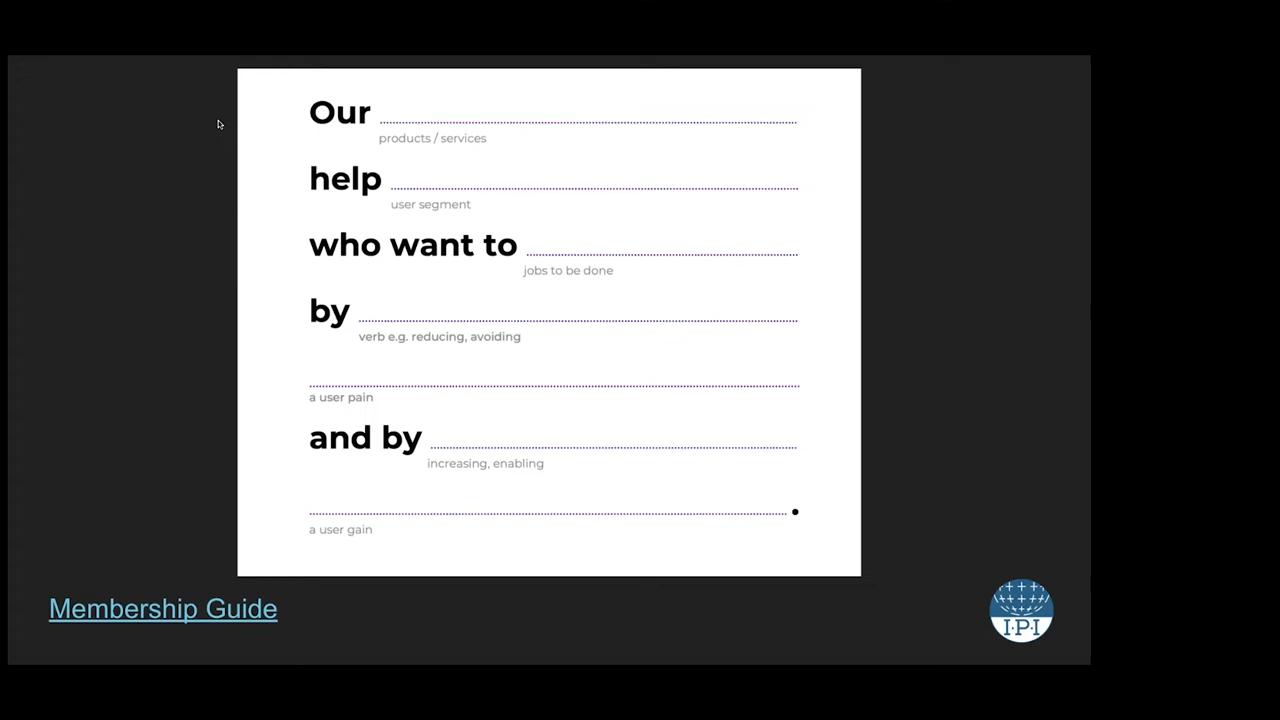 Our
products / services
help
user segment
who want to
jobs to be done
by
verb e.g. reducing, avoiding
a user pain
and by
increasing, enabling
.
a user gain
Membership Guide
I·P·I